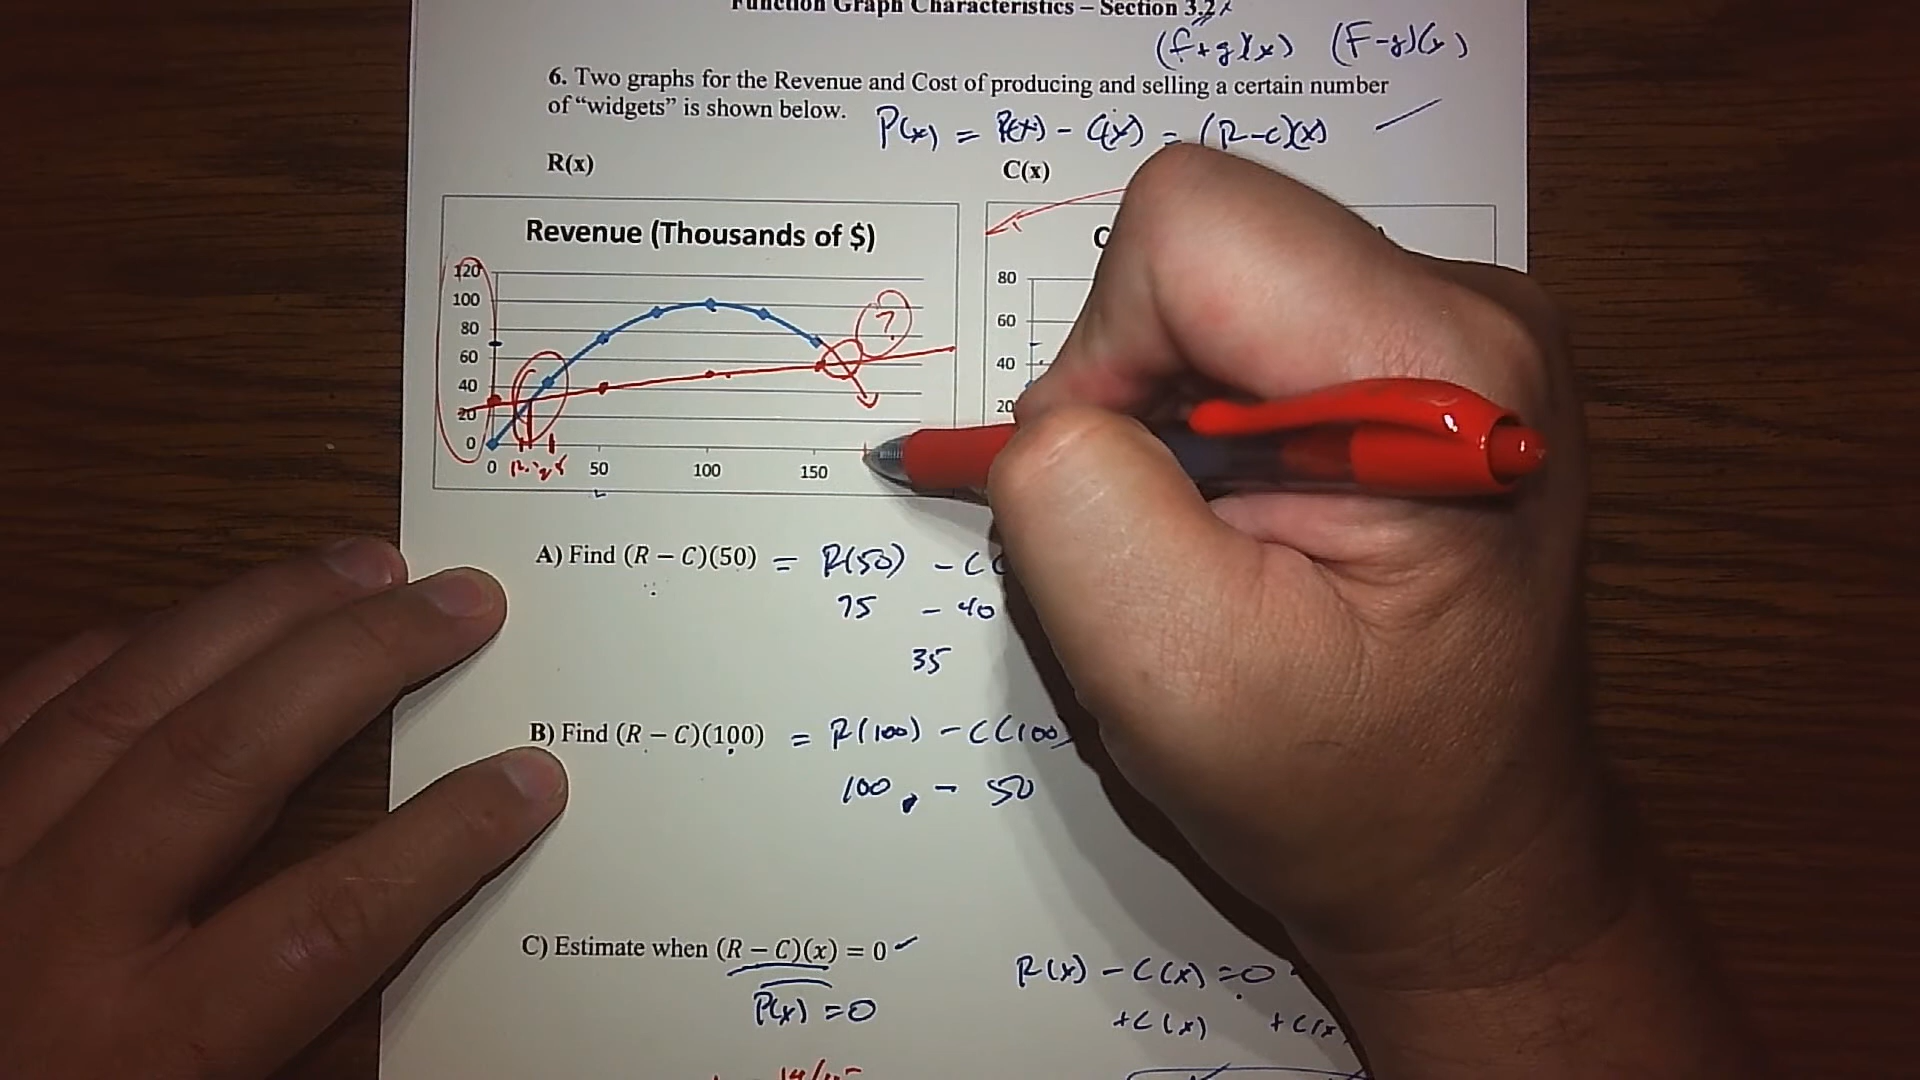 Function Graph Characteristics – Section 3.2
(f+g)(x) (F-g)(x)
6. Two graphs for the Revenue and Cost of producing and selling a certain number
of “widgets” is shown below.
P(x) = R(x) - C(x) = (R-C)(x)
R(x)
C(x)
Revenue (Thousands of $)
C
120
100
80
60
40
20
0
?
0 50 100 150
80
60
40
20
A) Find (R − C)(50) = R(50) - C(
75 - 40
35
B) Find (R − C)(100) = R(100) - C(100)
100 - 50
C) Estimate when (R − C)(x) = 0
P(x) = 0
R(x) - C(x) = 0
+C(x) +C(x